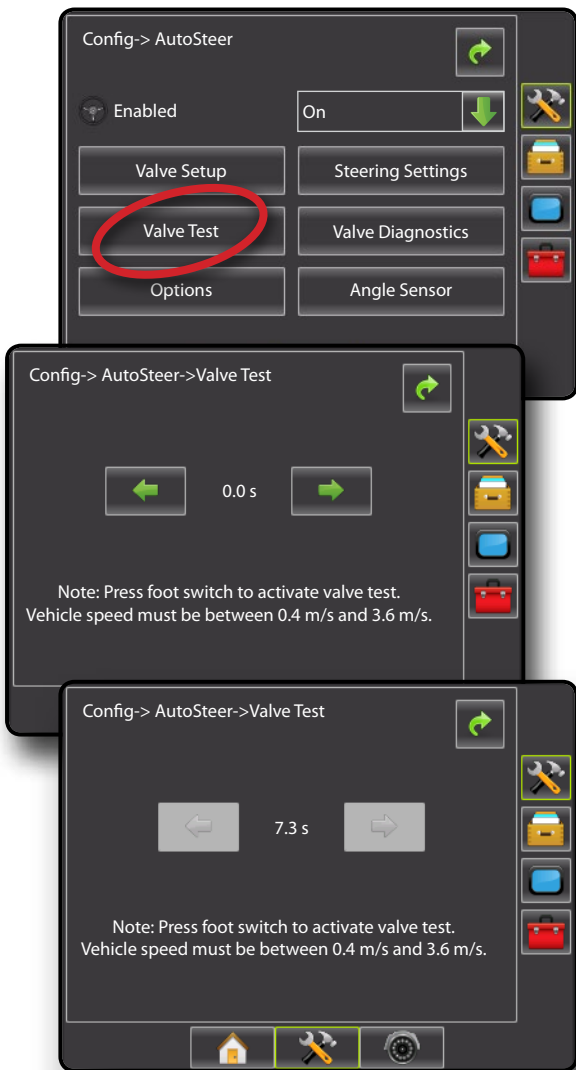 Config-> AutoSteer
Enabled
On
Valve Setup
Steering Settings
Valve Test
Valve Diagnostics
Options
Angle Sensor
Config-> AutoSteer->Valve Test
0.0 s
Note: Press foot switch to activate valve test.
Vehicle speed must be between 0.4 m/s and 3.6 m/s.
Config-> AutoSteer->Valve Test
7.3 s
Note: Press foot switch to activate valve test.
Vehicle speed must be between 0.4 m/s and 3.6 m/s.